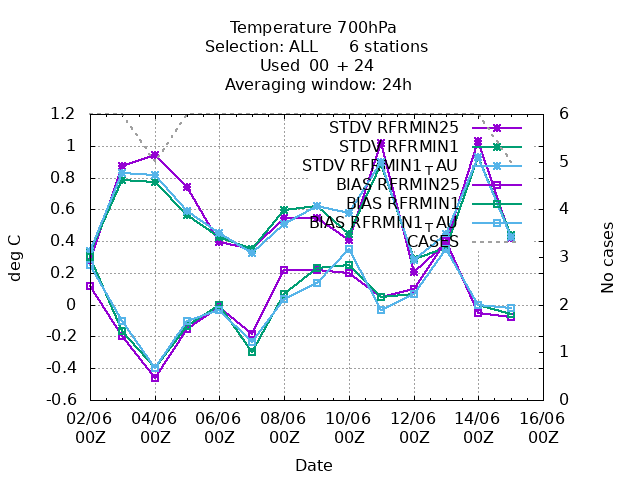 Temperature 700hPa
Selection: ALL 6 stations
Used 00 + 24
Averaging window: 24h
1.2
1
0.8
0.6
0.4
0.2
0
-0.2
-0.4
-0.6
6
5
4
3
2
1
0
deg C
No cases
STDV RFRMIN25
STDV RFRMIN1
STDV RFRMIN1TAU
BIAS RFRMIN25
BIAS RFRMIN1
BIAS RFRMIN1TAU
CASES
02/06 04/06 06/06 08/06 10/06 12/06 14/06 16/06
00Z 00Z 00Z 00Z 00Z 00Z 00Z 00Z
Date